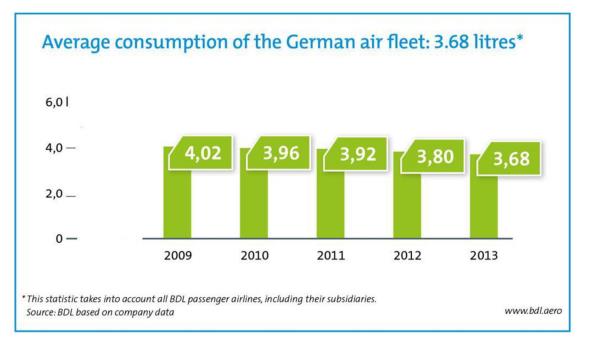 Average consumption of the German air fleet: 3.68 litres*
6,0 l
4,0
2,0
0
4,02
3,96
3,92
3,80
3,68
2009
2010
2011
2012
2013
* This statistic takes into account all BDL passenger airlines, including their subsidiaries.
Source: BDL based on company data
www.bdl.aero